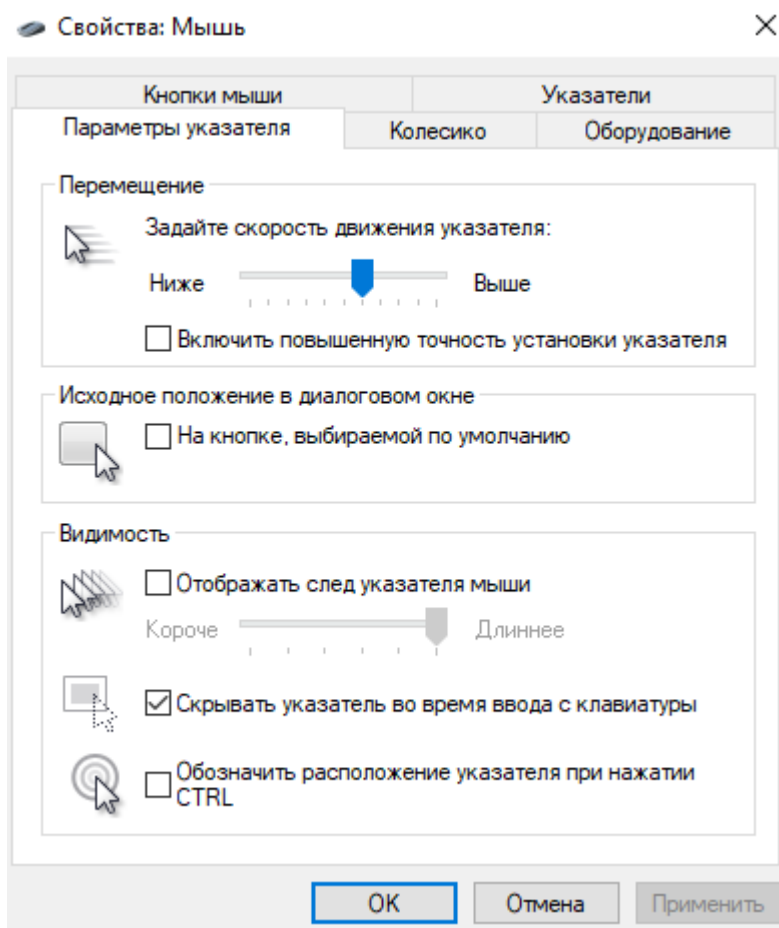 Свойства: Мышь
Кнопки мыши
Указатели
Параметры указателя
Колесико
Оборудование
Перемещение
Задайте скорость движения указателя:
Ниже
Выше
Включить повышенную точность установки указателя
Исходное положение в диалоговом окне
На кнопке, выбираемой по умолчанию
Видимость
Отображать след указателя мыши
Короче
Длиннее
Скрывать указатель во время ввода с клавиатуры
Обозначить расположение указателя при нажатии
CTRL
OK
Отмена
Применить